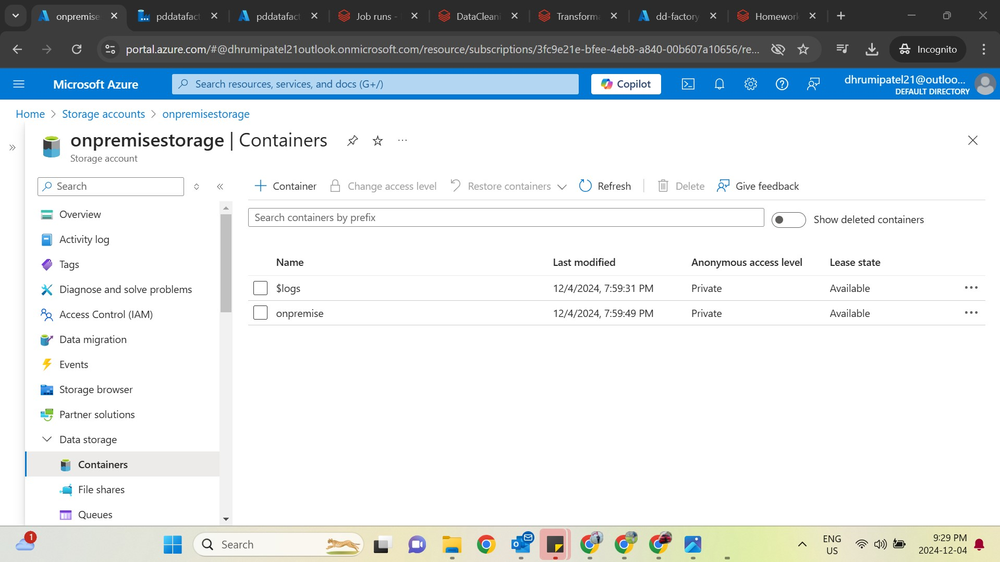 onpremise
pddatafact
pddatafact
Job runs -
DataCleani
Transforma
dd-factory
Homework
portal.azure.com/#@dhrumipatel21outlook.onmicrosoft.com/resource/subscriptions/3fc9e21e-bfee-4eb8-a840-00b607a10656/re...
Incognito
Microsoft Azure
Search resources, services, and docs (G+/)
Copilot
dhrumipatel21@outloo...
DEFAULT DIRECTORY
Home > Storage accounts > onpremisestorage
onpremisestorage | Containers
Storage account
Search
Container
Change access level
Restore containers
Refresh
Delete
Give feedback
Overview
Activity log
Tags
Diagnose and solve problems
Access Control (IAM)
Data migration
Events
Storage browser
Partner solutions
Data storage
Containers
File shares
Queues
Search containers by prefix
Show deleted containers
Name Last modified Anonymous access level Lease state
$logs 12/4/2024, 7:59:31 PM Private Available
onpremise 12/4/2024, 7:59:49 PM Private Available
1
Search
ENG
US
9:29 PM
2024-12-04